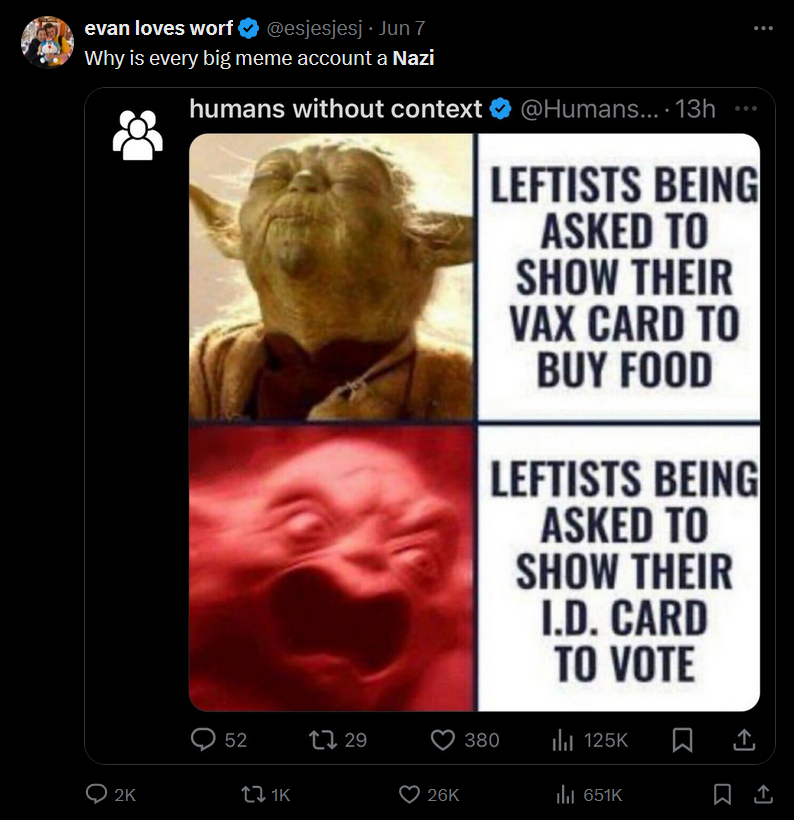 evan loves worf @esjesjesj · Jun 7
Why is every big meme account a Nazi
humans without context @Humans... · 13h
LEFTISTS BEING
ASKED TO
SHOW THEIR
VAX CARD TO
BUY FOOD
LEFTISTS BEING
ASKED TO
SHOW THEIR
I.D. CARD
TO VOTE
52 29 380 125K
2K 1K 26K 651K